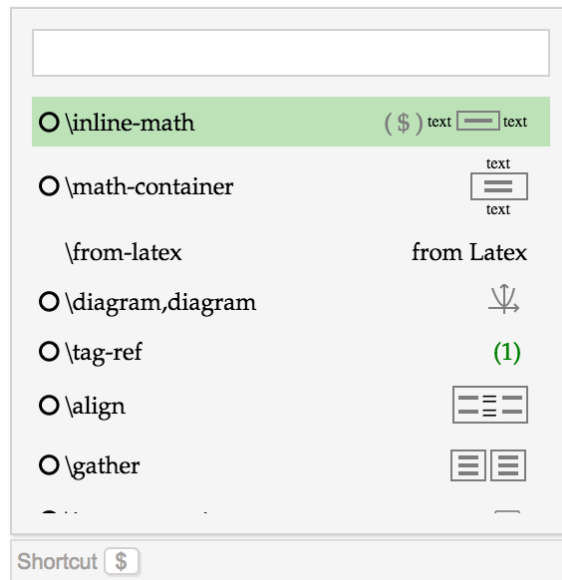 \inline-math ($) text text
text
\math-container
text
\from-latex from Latex
\diagram,diagram
\tag-ref (1)
\align
\gather
Shortcut $